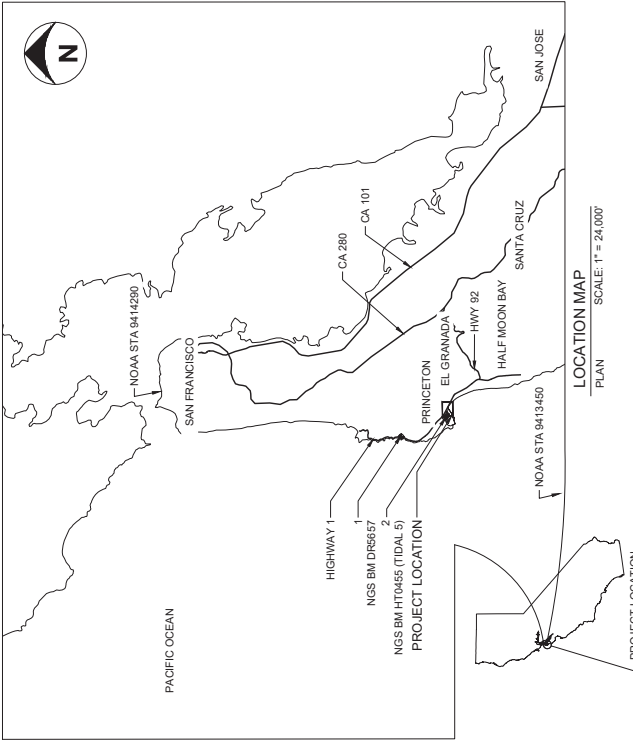 N
NOAA STA 9414290
SAN FRANCISCO
PACIFIC OCEAN
CA 101
CA 280
SAN JOSE
HIGHWAY 1
1
NGS BM DR5657
2
NGS BM HT0455 (TIDAL 5)
PROJECT LOCATION
PRINCETON
EL GRANADA
HWY 92
HALF MOON BAY
SANTA CRUZ
NOAA STA 9413450
LOCATION MAP
PLAN
SCALE: 1" = 24,000'
PROJECT LOCATION